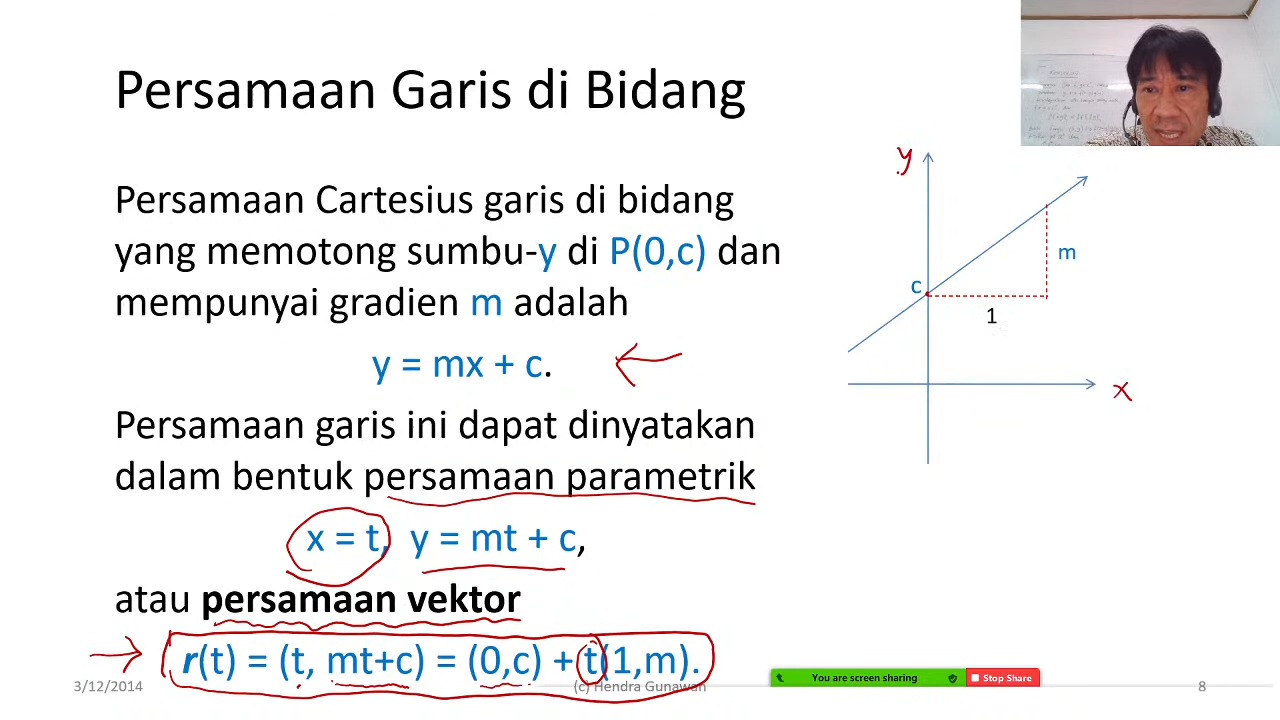 Persamaan Garis di Bidang
Persamaan Cartesius garis di bidang
yang memotong sumbu-y di P(0,c) dan
mempunyai gradien m adalah
y = mx + c.
Persamaan garis ini dapat dinyatakan
dalam bentuk persamaan parametrik
x = t, y = mt + c,
atau persamaan vektor
r(t) = (t, mt+c) = (0,c) + t(1,m).
y
m
c
1
x
3/12/2014
(c) Hendra Gunawan
You are screen sharing
Stop Share
8